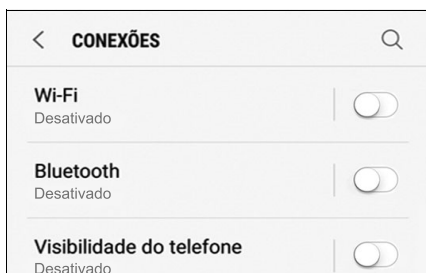 CONEXÕES
Wi-Fi
Desativado
Bluetooth
Desativado
Visibilidade do telefone
Desativado